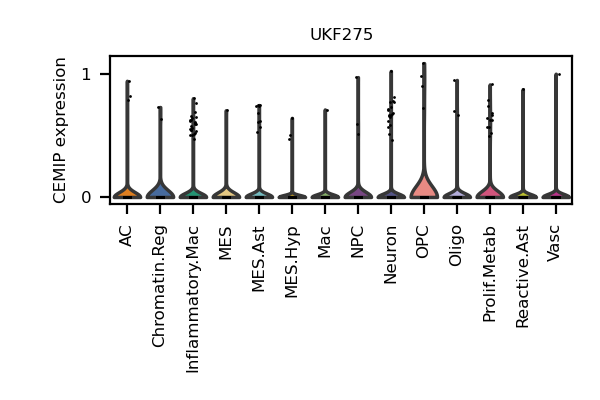 UKF275
CEMIP expression
1
0
AC
Chromatin.Reg
Inflammatory.Mac
MES
MES.Ast
MES.Hyp
Mac
NPC
Neuron
OPC
Oligo
Prolif.Metab
Reactive.Ast
Vasc